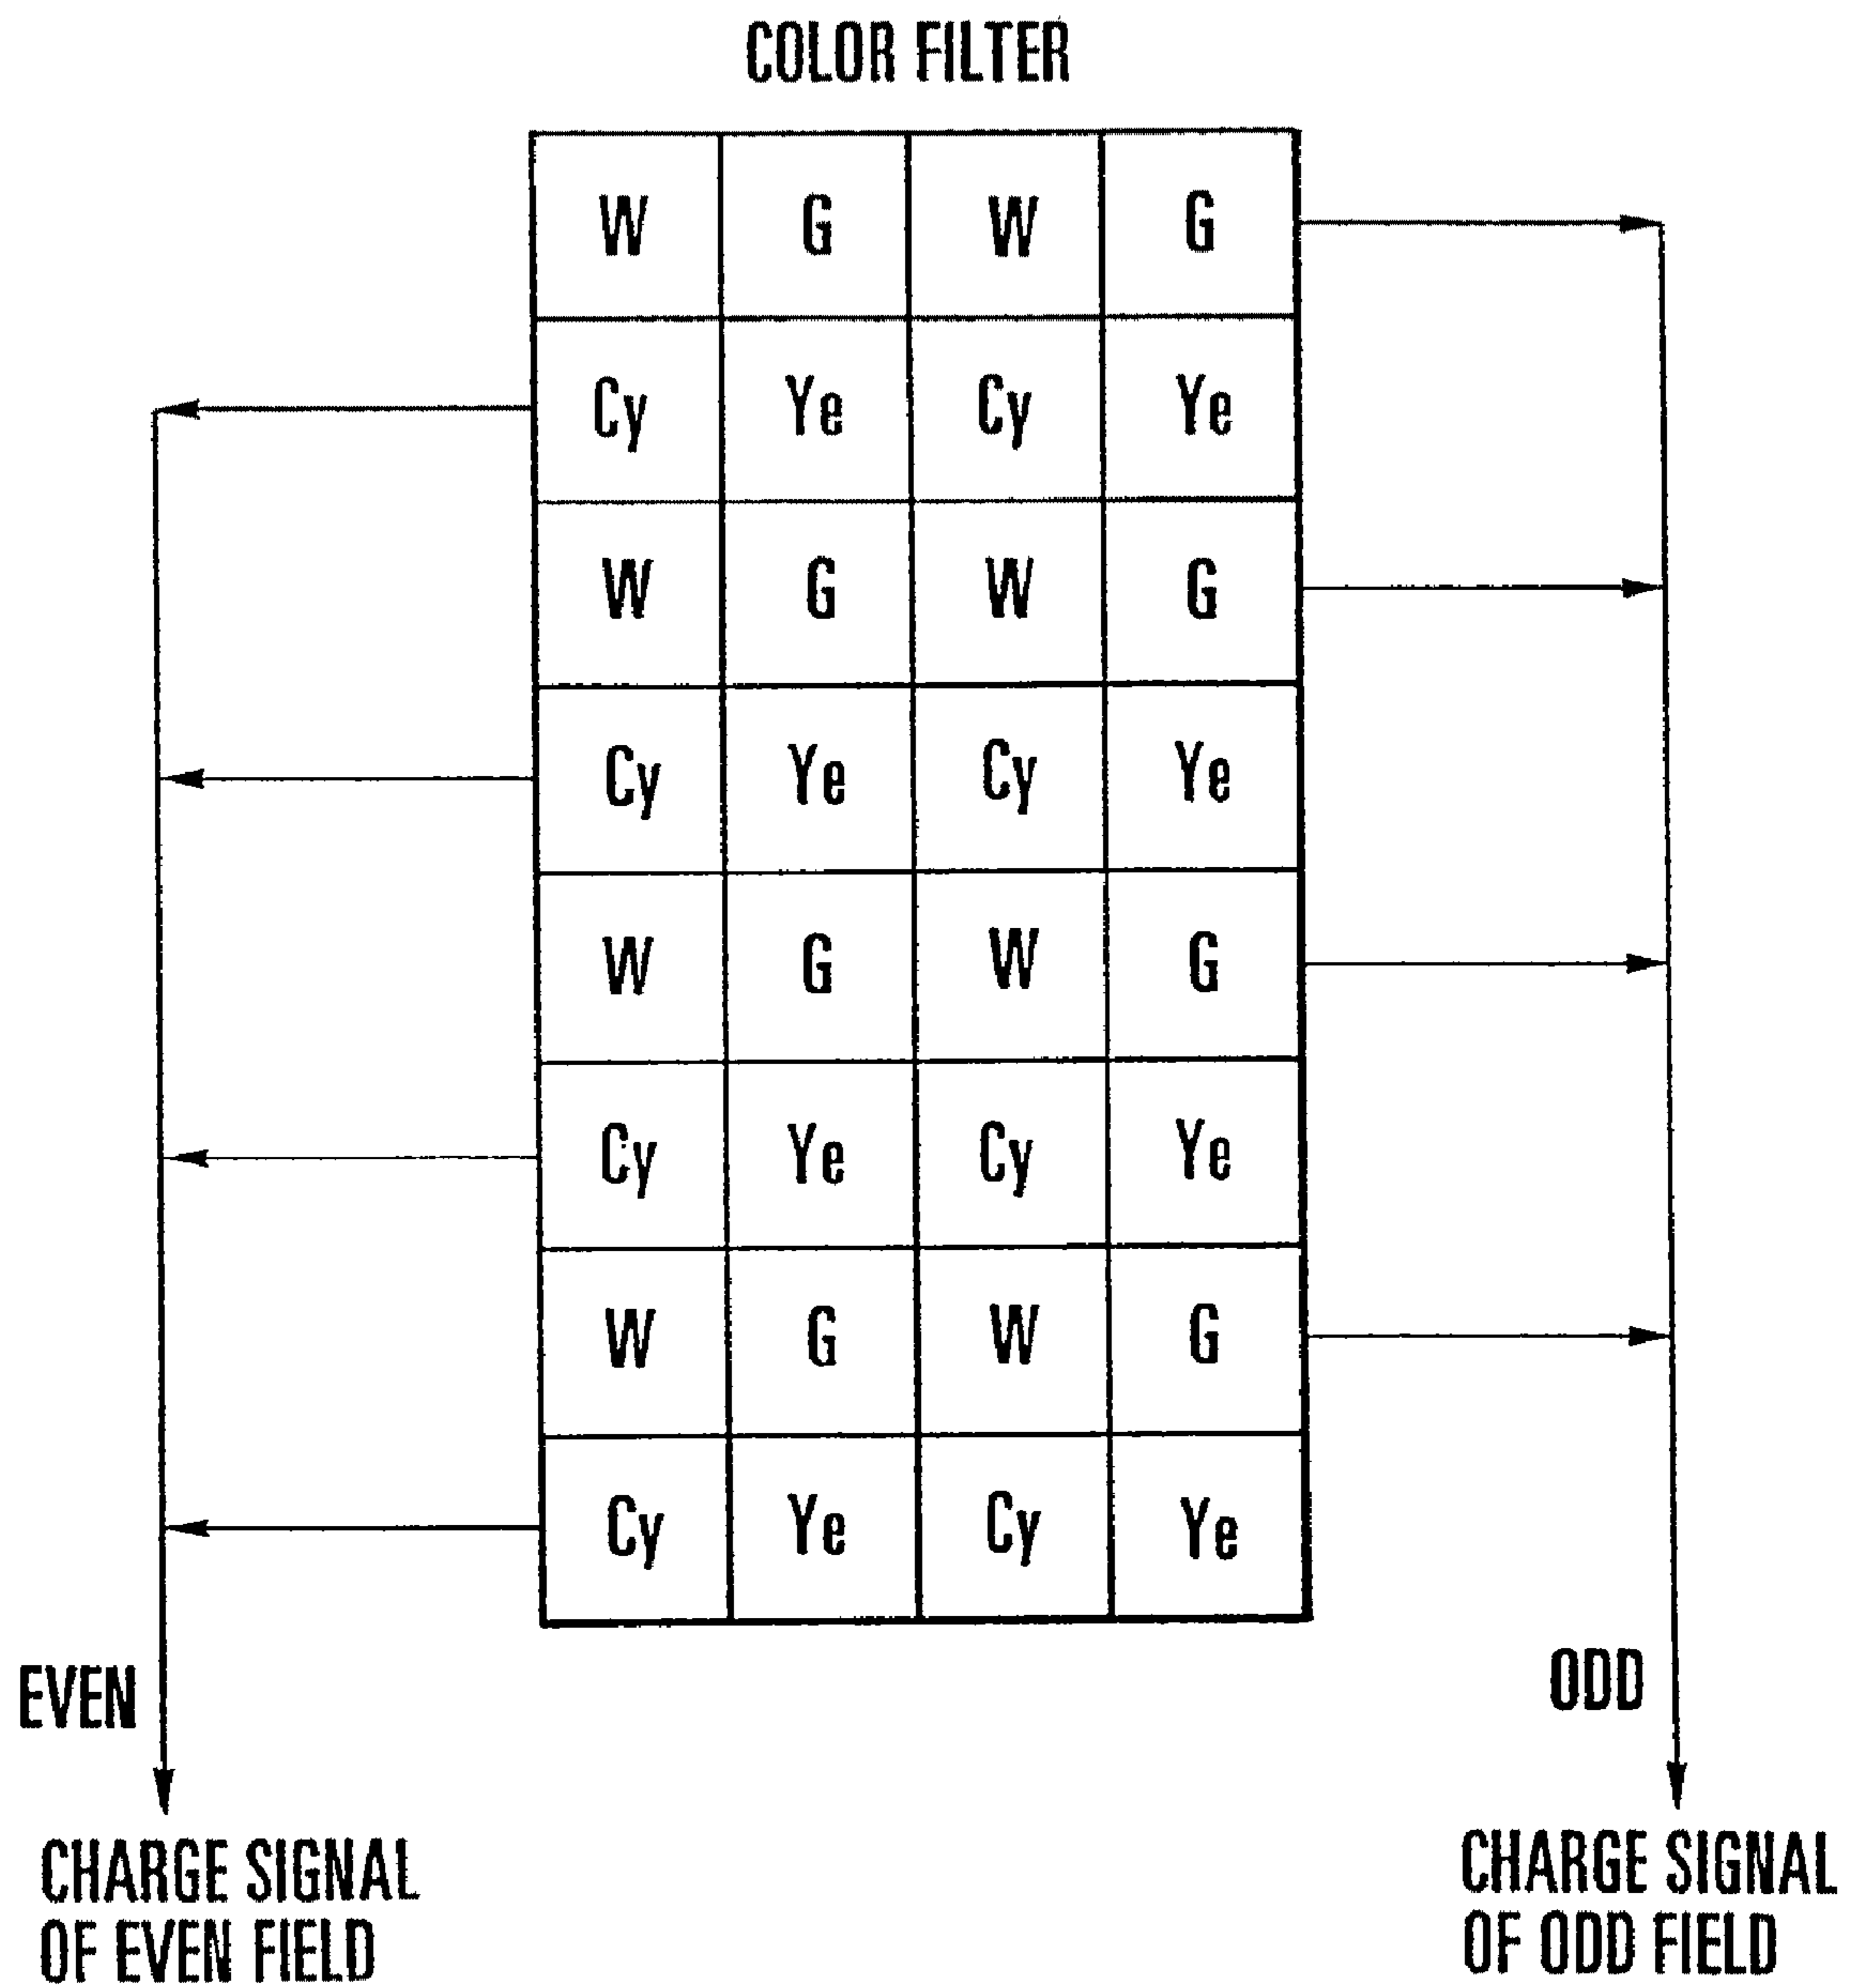 COLOR FILTER
W G W G
Cy Ye Cy Ye
W G W G
Cy Ye Cy Ye
W G W G
Cy Ye Cy Ye
W G W G
Cy Ye Cy Ye
EVEN
ODD
CHARGE SIGNAL
OF EVEN FIELD
CHARGE SIGNAL
OF ODD FIELD